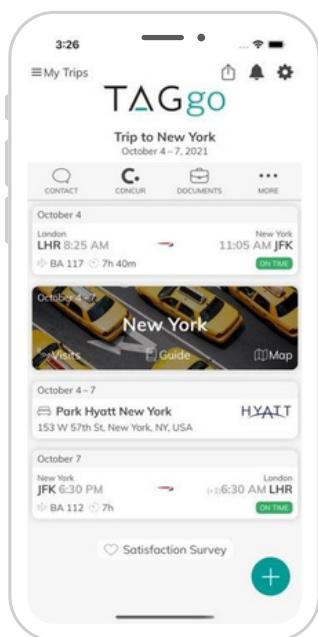 3:26
My Trips
TAGgo
Trip to New York
October 4 – 7, 2021
CONTACT CONCUR DOCUMENTS MORE
October 4
London New York
LHR 8:25 AM 11:05 AM JFK
BA 117 7h 40m ON TIME
October 4 – 7
New York
Visits Guide Map
October 4 – 7
Park Hyatt New York HYATT
153 W 57th St, New York, NY, USA
October 7
New York London
JFK 6:30 PM (+1)6:30 AM LHR
BA 112 7h ON TIME
Satisfaction Survey